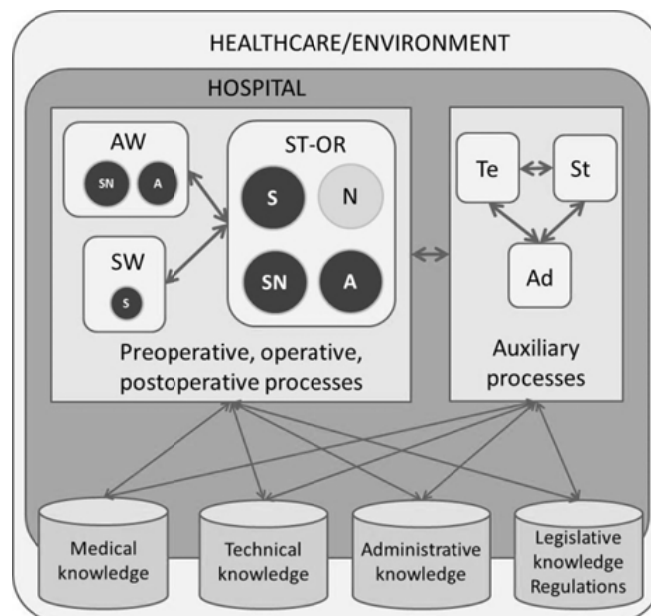 HEALTHCARE/ENVIRONMENT
HOSPITAL
AW
SN A
SW
S
ST-OR
S N
SN A
Preoperative, operative,
postoperative processes
Te St
Ad
Auxiliary
processes
Medical
knowledge
Technical
knowledge
Administrative
knowledge
Legislative
knowledge
Regulations